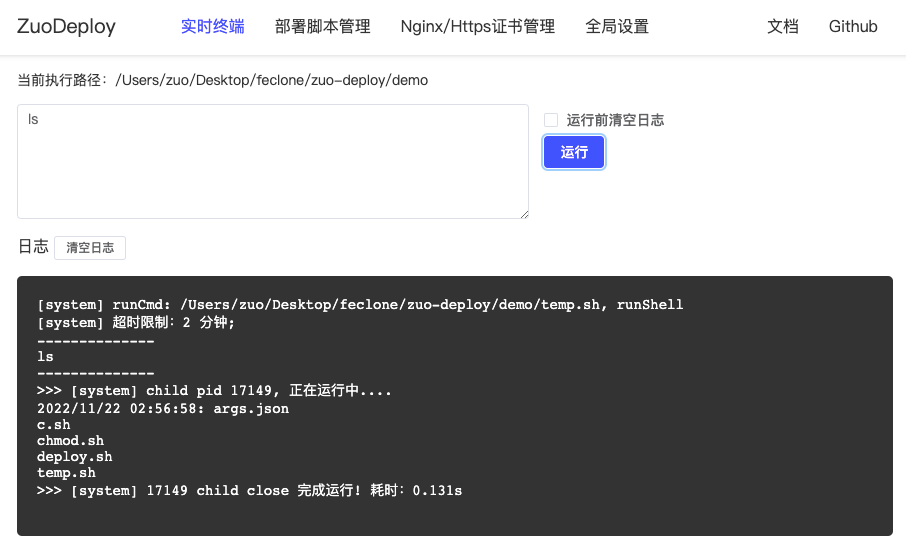 ZuoDeploy 实时终端 部署脚本管理 Nginx/Https证书管理 全局设置 文档 Github
当前执行路径：/Users/zuo/Desktop/feclone/zuo-deploy/demo
ls
运行前清空日志
运行
日志 清空日志
[system] runCmd: /Users/zuo/Desktop/feclone/zuo-deploy/demo/temp.sh, runShell
[system] 超时限制：2 分钟;
--------------
ls
--------------
>>> [system] child pid 17149, 正在运行中....
2022/11/22 02:56:58: args.json
c.sh
chmod.sh
deploy.sh
temp.sh
>>> [system] 17149 child close 完成运行! 耗时：0.131s